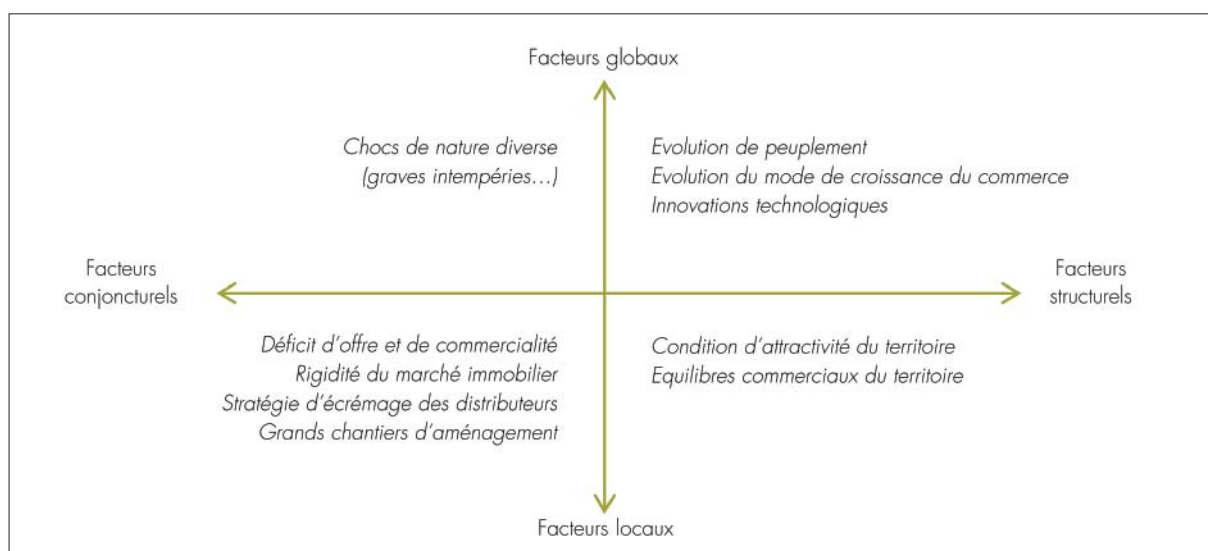 Facteurs globaux
Chocs de nature diverse
(graves intempéries...)
Evolution de peuplement
Evolution du mode de croissance du commerce
Innovations technologiques
Facteurs
conjoncturels
Facteurs
structurels
Déficit d'offre et de commercialité
Rigidité du marché immobilier
Stratégie d'écrémage des distributeurs
Grands chantiers d'aménagement
Condition d'attractivité du territoire
Equilibres commerciaux du territoire
Facteurs locaux